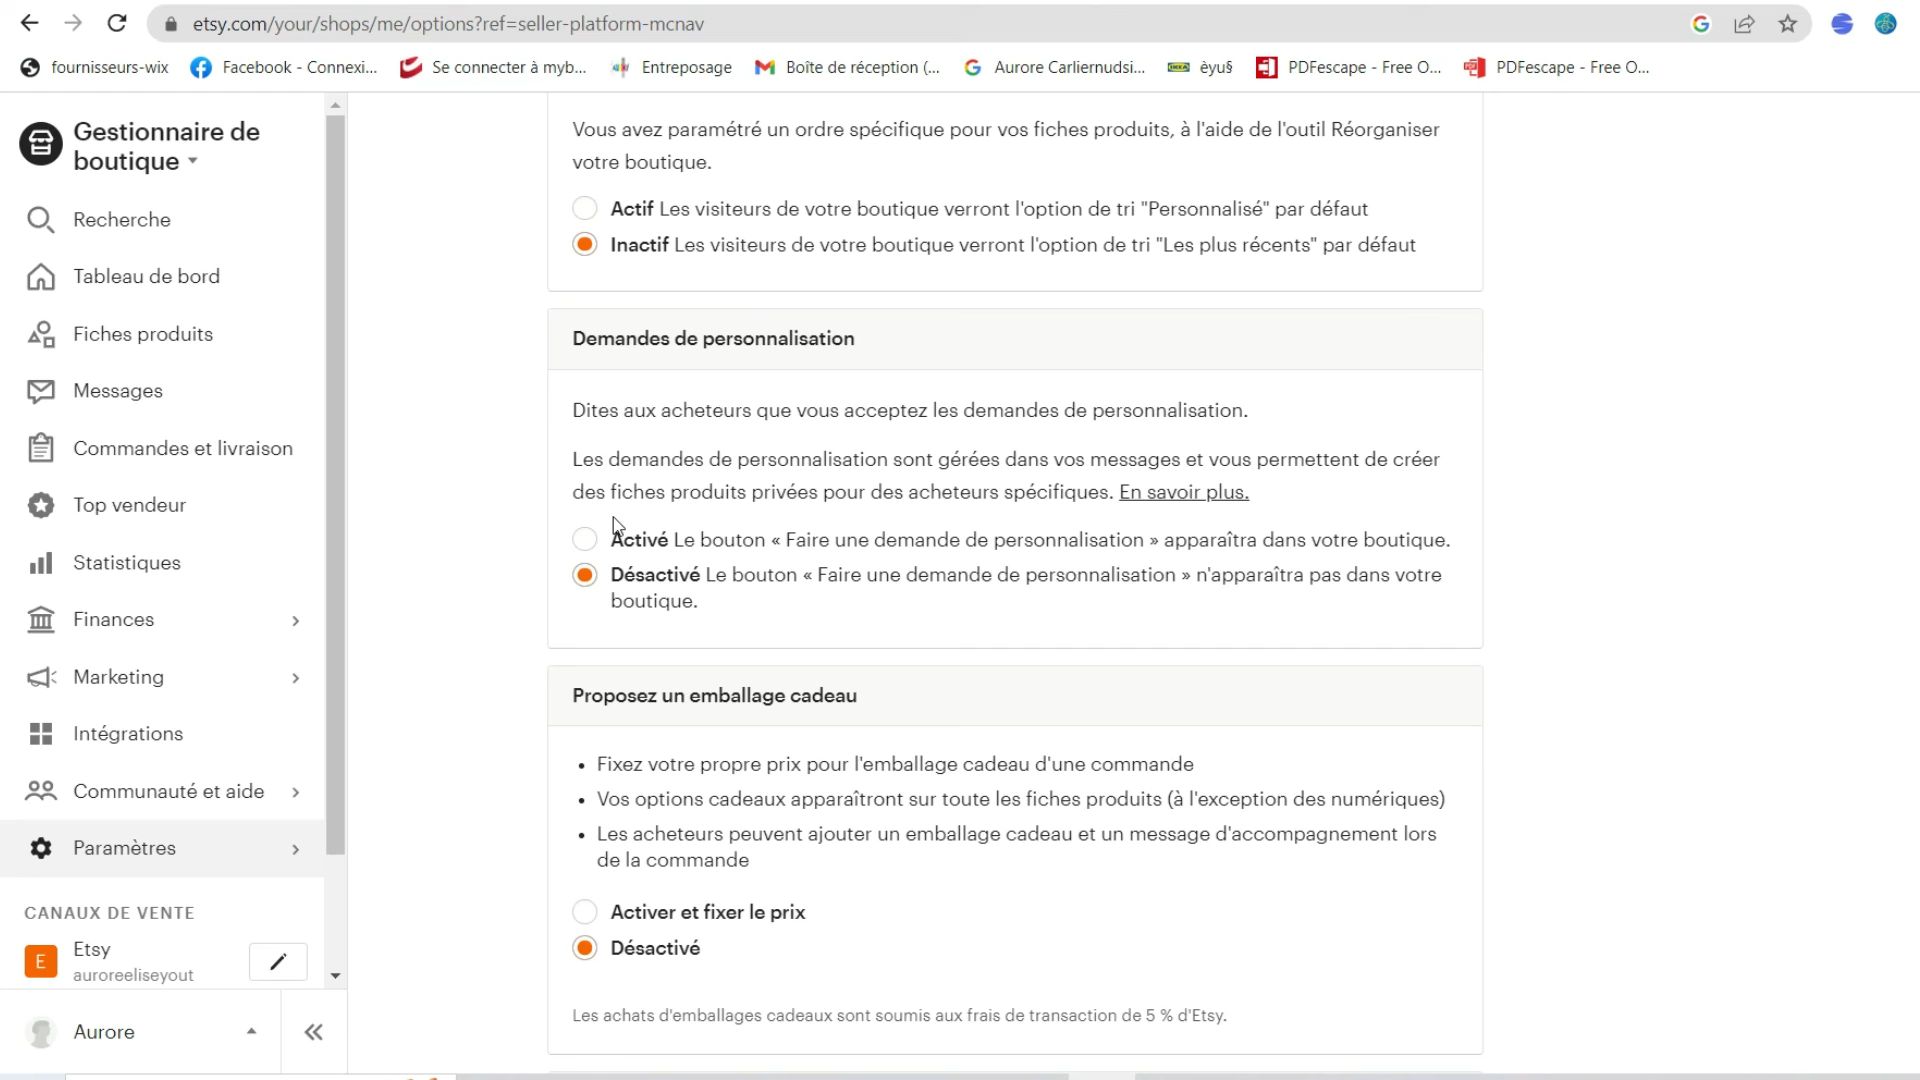 etsy.com/your/shops/me/options?ref=seller-platform-mcnav
fournisseurs-wix
Facebook - Connexi...
Se connecter à myb...
Entreposage
Boîte de réception (...
Aurore Carliernudsi...
èyu§
PDFescape - Free O...
PDFescape - Free O...
Gestionnaire de
boutique
Recherche
Tableau de bord
Fiches produits
Messages
Commandes et livraison
Top vendeur
Statistiques
Finances
Marketing
Intégrations
Communauté et aide
Paramètres
CANAUX DE VENTE
E
Etsy
auroreeliseyout
Aurore
Vous avez paramétré un ordre spécifique pour vos fiches produits, à l'aide de l'outil Réorganiser
votre boutique.
Actif Les visiteurs de votre boutique verront l'option de tri "Personnalisé" par défaut
Inactif Les visiteurs de votre boutique verront l'option de tri "Les plus récents" par défaut
Demandes de personnalisation
Dites aux acheteurs que vous acceptez les demandes de personnalisation.
Les demandes de personnalisation sont gérées dans vos messages et vous permettent de créer
des fiches produits privées pour des acheteurs spécifiques. En savoir plus.
Activé Le bouton « Faire une demande de personnalisation » apparaîtra dans votre boutique.
Désactivé Le bouton « Faire une demande de personnalisation » n'apparaîtra pas dans votre
boutique.
Proposez un emballage cadeau
• Fixez votre propre prix pour l'emballage cadeau d'une commande
• Vos options cadeaux apparaîtront sur toute les fiches produits (à l'exception des numériques)
• Les acheteurs peuvent ajouter un emballage cadeau et un message d'accompagnement lors
de la commande
Activer et fixer le prix
Désactivé
Les achats d'emballages cadeaux sont soumis aux frais de transaction de 5 % d'Etsy.